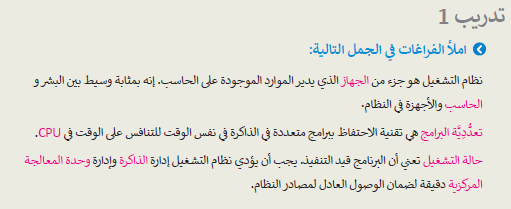 تدريب 1
املأ الفراغات في الجمل التالية:
نظام التشغيل هو جزء من الجهاز الذي يدير الموارد الموجودة على الحاسب. إنه بمثابة وسيط بين البشر و
الحاسب والأجهزة في النظام.
تعدُّدِيَّة البرامج هي تقنية الاحتفاظ ببرامج متعددة في الذاكرة في نفس الوقت للتنافس على الوقت في CPU.
حالة التشغيل تعني أن البرنامج قيد التنفيذ. يجب أن يؤدي نظام التشغيل إدارة الذاكرة وإدارة وحدة المعالجة
المركزية دقيقة لضمان الوصول العادل لمصادر النظام.